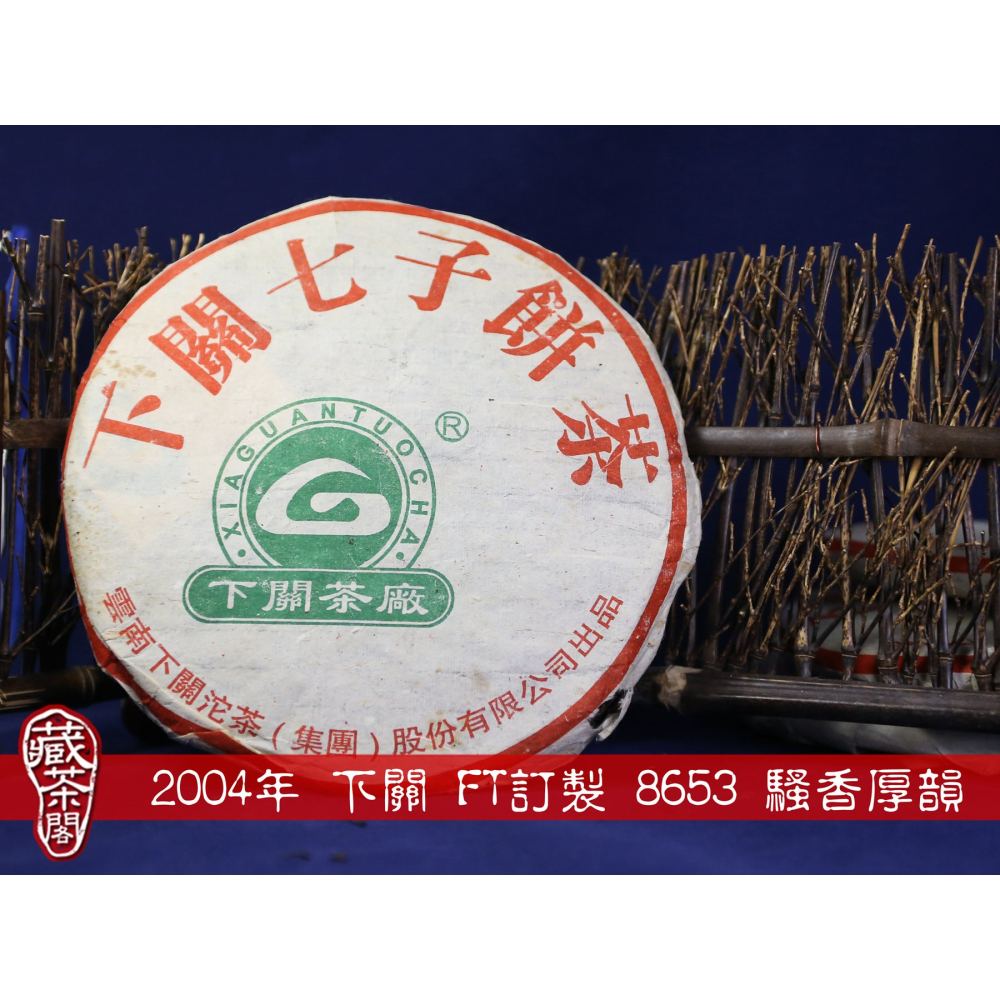 下關七子餅茶
XIAGUAN TUOCHA
®
下關茶廠
雲南下關沱茶（集團）股份有限公司出品
藏茶閣
2004年 下關 FT訂製 8653 騷香厚韻